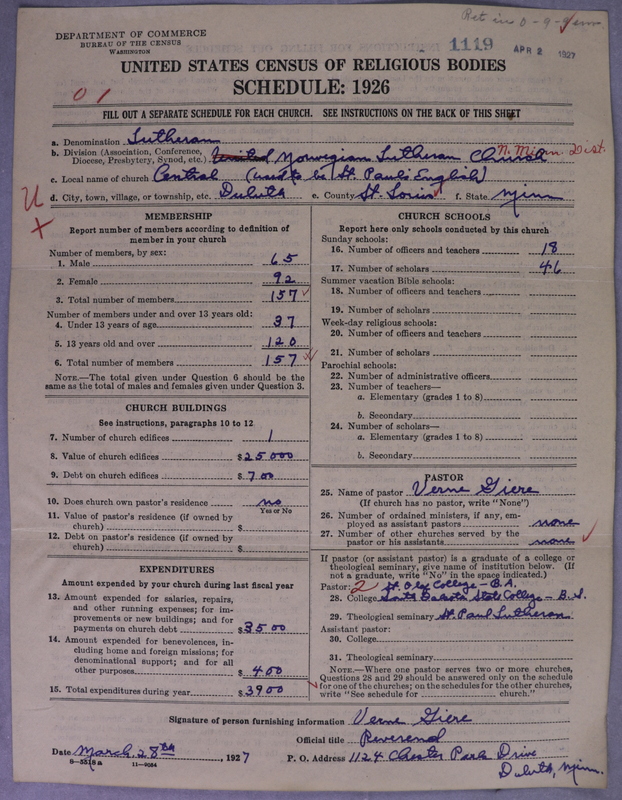 Ret in
DEPARTMENT OF COMMERCE
BUREAU OF THE CENSUS
WASHINGTON
1119
APR 2 1927
UNITED STATES CENSUS OF RELIGIOUS BODIES
SCHEDULE: 1926
01
FILL OUT A SEPARATE SCHEDULE FOR EACH CHURCH. SEE INSTRUCTIONS ON THE BACK OF THIS SHEET
a. Denomination Lutheran
b. Division (Association, Conference, Diocese, Presbytery, Synod, etc.) United Norwegian Lutheran Church N. Minn. Dist.
c. Local name of church Central (used to be St. Paul's English)
d. City, town, village, or township, etc. Duluth e. County St. Louis f. State Minn
MEMBERSHIP
Report number of members according to definition of
member in your church
Number of members, by sex:
1. Male 65
2. Female 92
3. Total number of members 157
Number of members under and over 13 years old:
4. Under 13 years of age 37
5. 13 years old and over 120
6. Total number of members 157
NOTE.—The total given under Question 6 should be the
same as the total of males and females given under Question 3.
CHURCH BUILDINGS
See instructions, paragraphs 10 to 12
7. Number of church edifices 1
8. Value of church edifices $25000
9. Debt on church edifices $700
10. Does church own pastor's residence no
Yes or No
11. Value of pastor's residence (if owned by
church) $
12. Debt on pastor's residence (if owned by
church) $
EXPENDITURES
Amount expended by your church during last fiscal year
13. Amount expended for salaries, repairs,
and other running expenses; for im-
provements or new buildings; and for
payments on church debt $3500
14. Amount expended for benevolences, in-
cluding home and foreign missions; for
denominational support; and for all
other purposes $400
15. Total expenditures during year $3900
CHURCH SCHOOLS
Report here only schools conducted by this church
Sunday schools:
16. Number of officers and teachers 18
17. Number of scholars 46
Summer vacation Bible schools:
18. Number of officers and teachers
19. Number of scholars
Week-day religious schools:
20. Number of officers and teachers
21. Number of scholars
Parochial schools:
22. Number of administrative officers
23. Number of teachers—
a. Elementary (grades 1 to 8)
b. Secondary
24. Number of scholars—
a. Elementary (grades 1 to 8)
b. Secondary
PASTOR
25. Name of pastor Verne Giere
(If church has no pastor, write "None")
26. Number of ordained ministers, if any, em-
ployed as assistant pastors none
27. Number of other churches served by the
pastor or his assistants none
If pastor (or assistant pastor) is a graduate of a college or
theological seminary, give name of institution below. (If
not a graduate, write "No" in the space indicated.)
Pastor: 2 St. Olaf College - B.A.
28. College South Dakota State College - B.S.
29. Theological seminary St. Paul Lutheran
Assistant pastor:
30. College
31. Theological seminary
NOTE.—Where one pastor serves two or more churches,
Questions 28 and 29 should be answered only on the schedule
for one of the churches; on the schedules for the other churches,
write "See schedule for church."
Signature of person furnishing information Verne Giere
Official title Reverend
Date March 28th, 1927 P. O. Address 1124 Chester Park Drive
8-5518a 11-9084
Duluth, Minn.